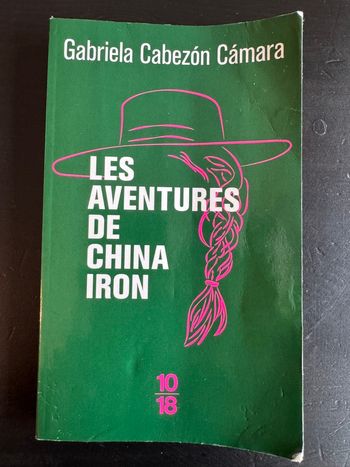 Gabriela Cabezón Cámara
LES
AVENTURES
DE
CHINA
IRON
10
18